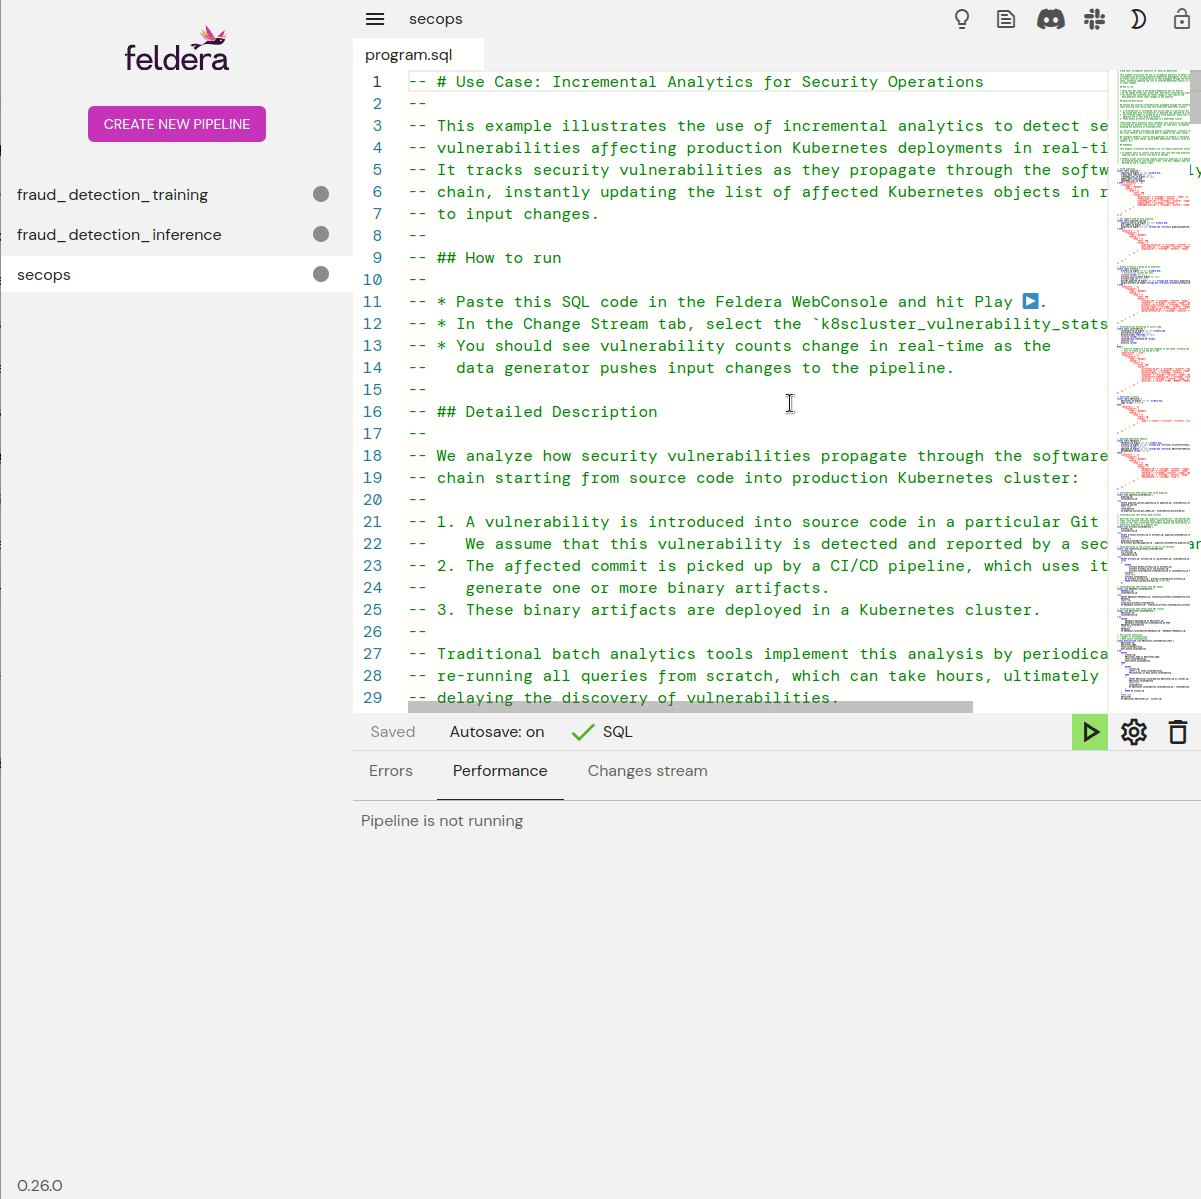 feldera
CREATE NEW PIPELINE
fraud_detection_training
fraud_detection_inference
secops
0.26.0
secops
program.sql
1 -- # Use Case: Incremental Analytics for Security Operations
2 --
3 -- This example illustrates the use of incremental analytics to detect se
4 -- vulnerabilities affecting production Kubernetes deployments in real-ti
5 -- It tracks security vulnerabilities as they propagate through the softw
6 -- chain, instantly updating the list of affected Kubernetes objects in r
7 -- to input changes.
8 --
9 -- ## How to run
10 --
11 -- * Paste this SQL code in the Feldera WebConsole and hit Play ▶️.
12 -- * In the Change Stream tab, select the `k8scluster_vulnerability_stats
13 -- * You should see vulnerability counts change in real-time as the
14 --   data generator pushes input changes to the pipeline.
15 --
16 -- ## Detailed Description
17 --
18 -- We analyze how security vulnerabilities propagate through the software
19 -- chain starting from source code into production Kubernetes cluster:
20 --
21 -- 1. A vulnerability is introduced into source code in a particular Git
22 --    We assume that this vulnerability is detected and reported by a sec
23 -- 2. The affected commit is picked up by a CI/CD pipeline, which uses it
24 --    generate one or more binary artifacts.
25 -- 3. These binary artifacts are deployed in a Kubernetes cluster.
26 --
27 -- Traditional batch analytics tools implement this analysis by periodica
28 -- re-running all queries from scratch, which can take hours, ultimately
29 -- delaying the discovery of vulnerabilities.
Saved Autosave: on SQL
Errors Performance Changes stream
Pipeline is not running